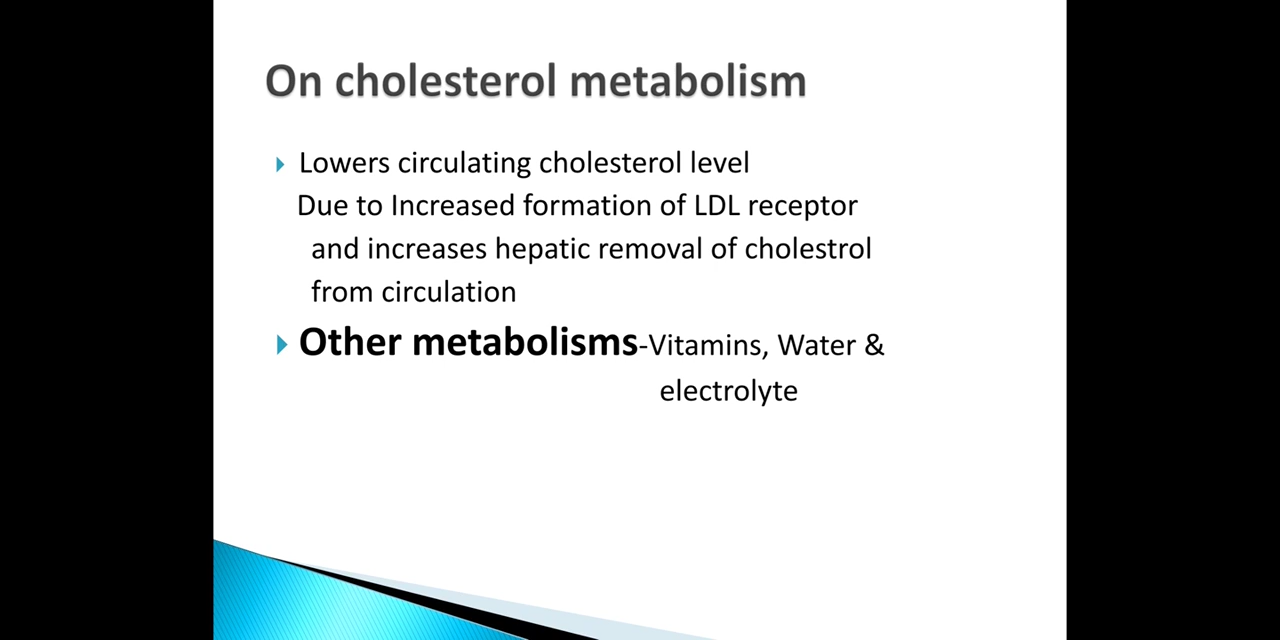 On cholesterol metabolism
Lowers circulating cholesterol level
Due to Increased formation of LDL receptor
and increases hepatic removal of cholestrol
from circulation
Other metabolisms-Vitamins, Water &
electrolyte